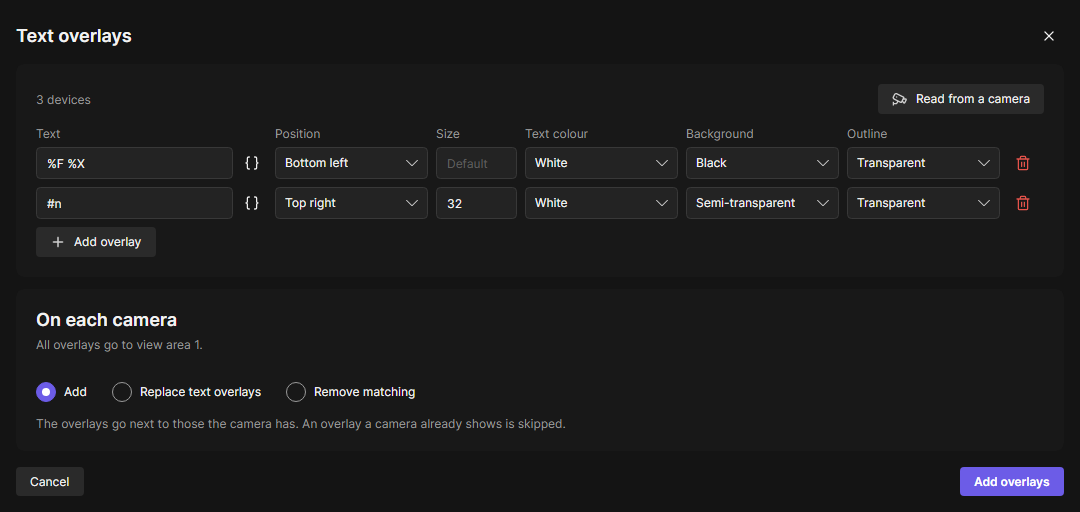 Text overlays
3 devices
Read from a camera
Text Position Size Text colour Background Outline
%F %X {} Bottom left Default White Black Transparent
#n {} Top right 32 White Semi-transparent Transparent
+ Add overlay
On each camera
All overlays go to view area 1.
Add Replace text overlays Remove matching
The overlays go next to those the camera has. An overlay a camera already shows is skipped.
Cancel Add overlays